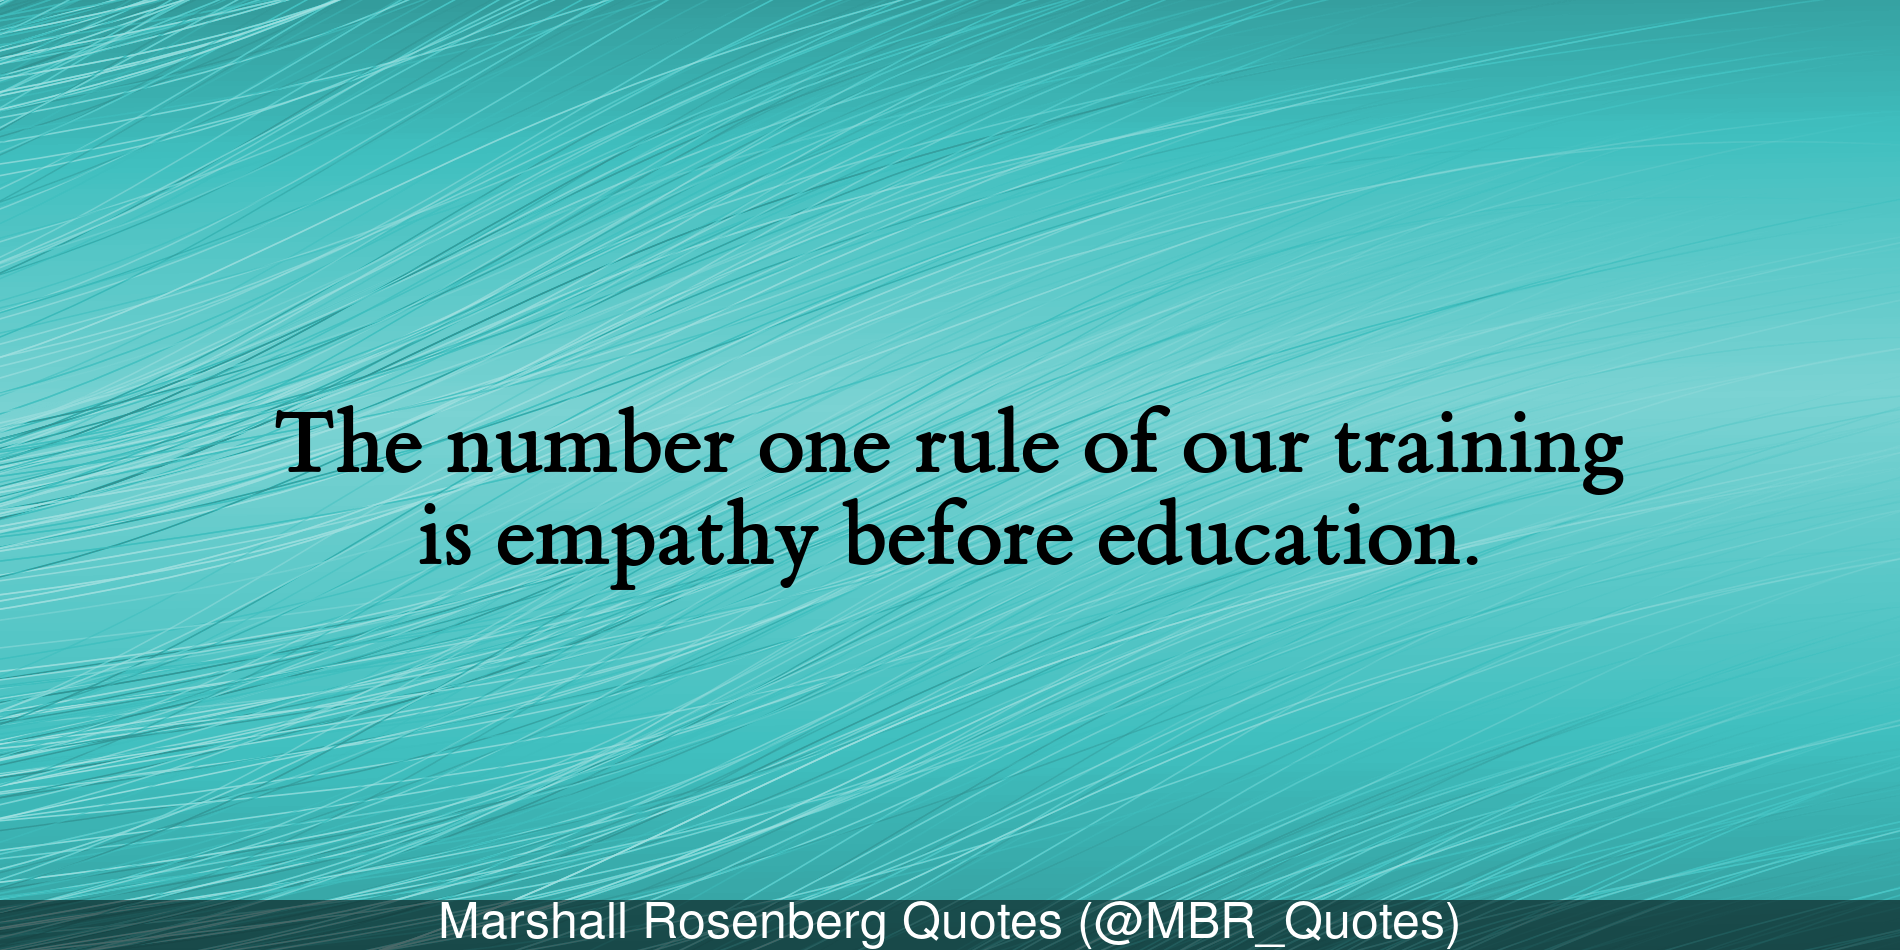 The number one rule of our training
is empathy before education.
Marshall Rosenberg Quotes (@MBR_Quotes)